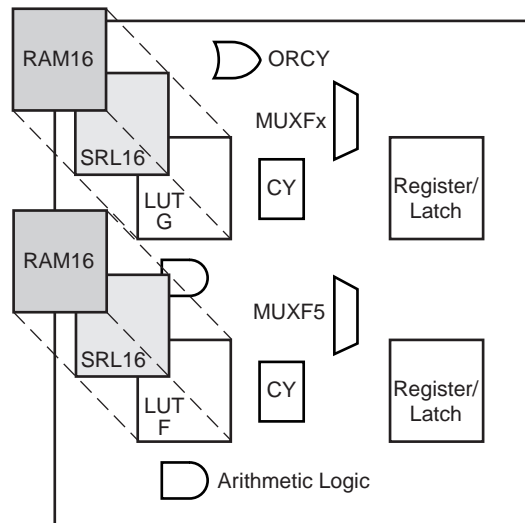 RAM16
ORCY
MUXFx
SRL16
CY
LUT
G
Register/
Latch
RAM16
MUXF5
SRL16
CY
LUT
F
Register/
Latch
Arithmetic Logic